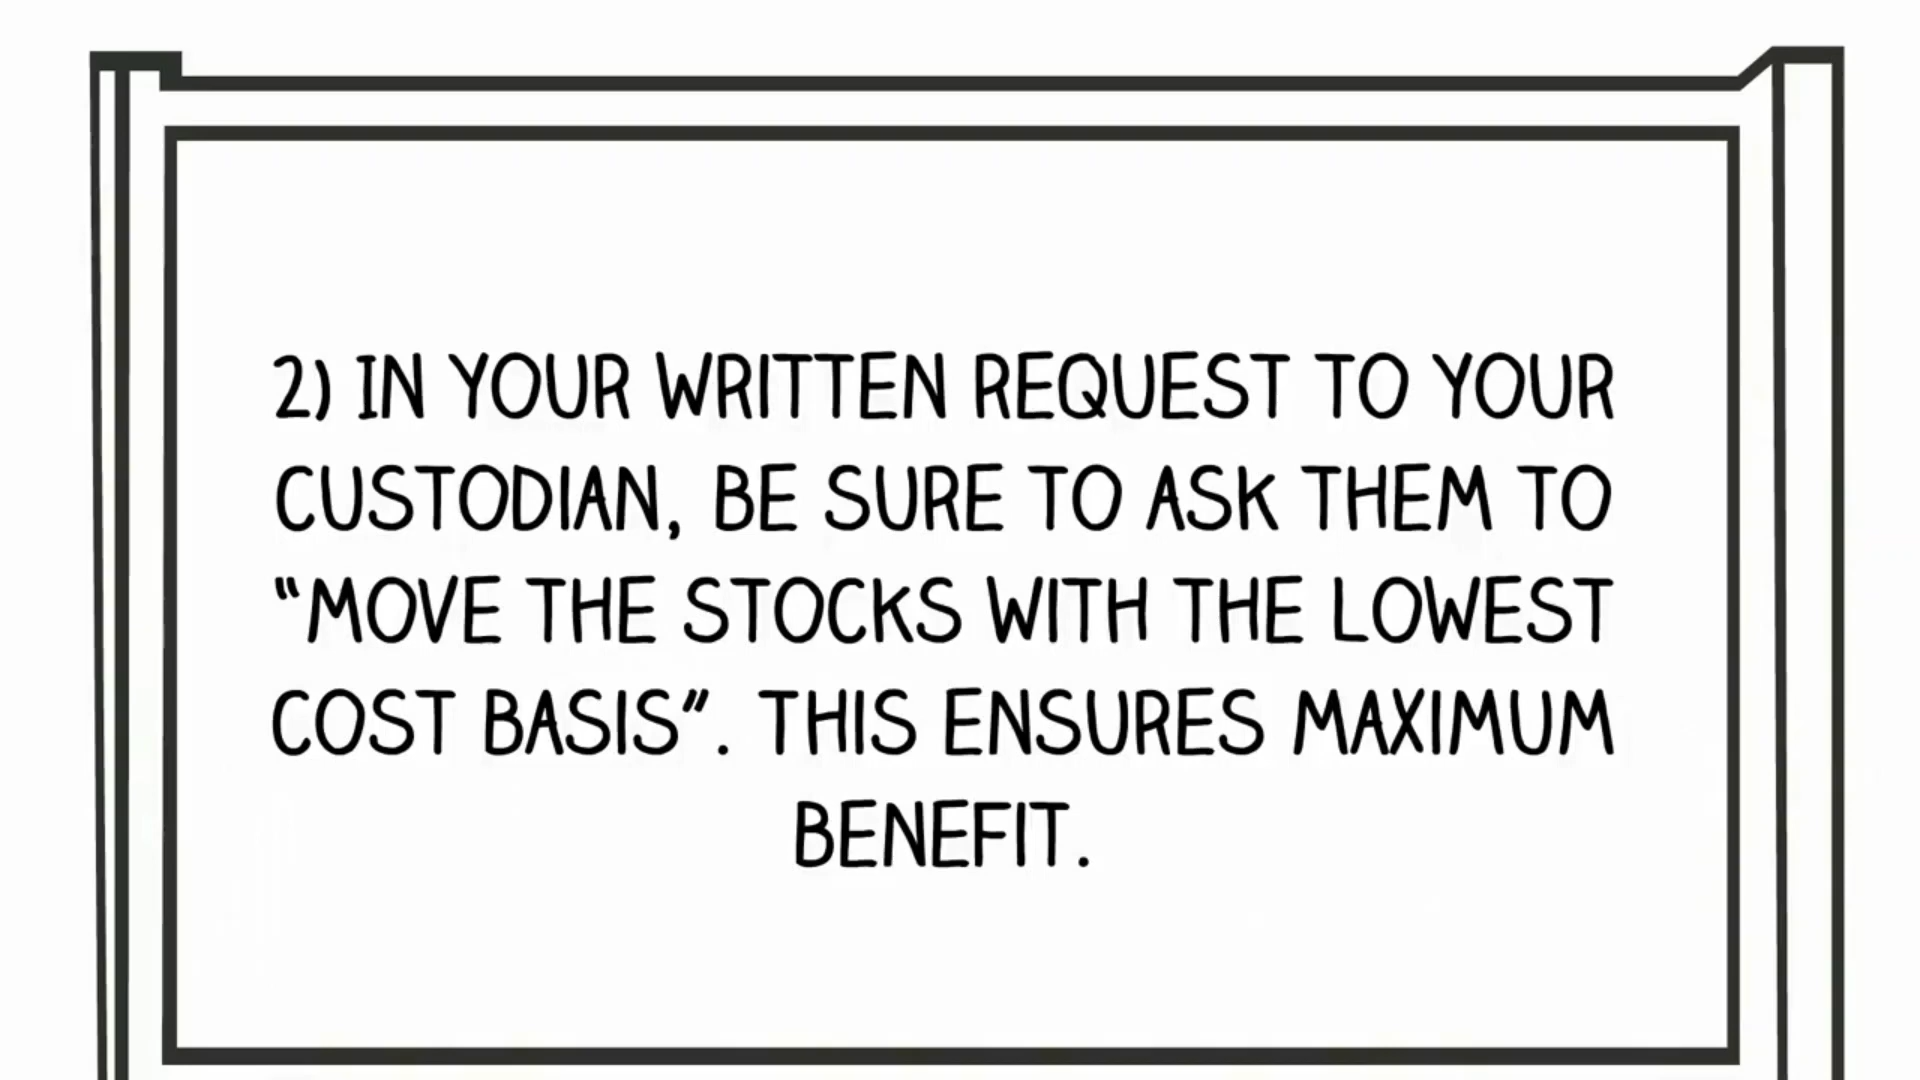 2) IN YOUR WRITTEN REQUEST TO YOUR
CUSTODIAN, BE SURE TO ASK THEM TO
“MOVE THE STOCKS WITH THE LOWEST
COST BASIS”. THIS ENSURES MAXIMUM
BENEFIT.